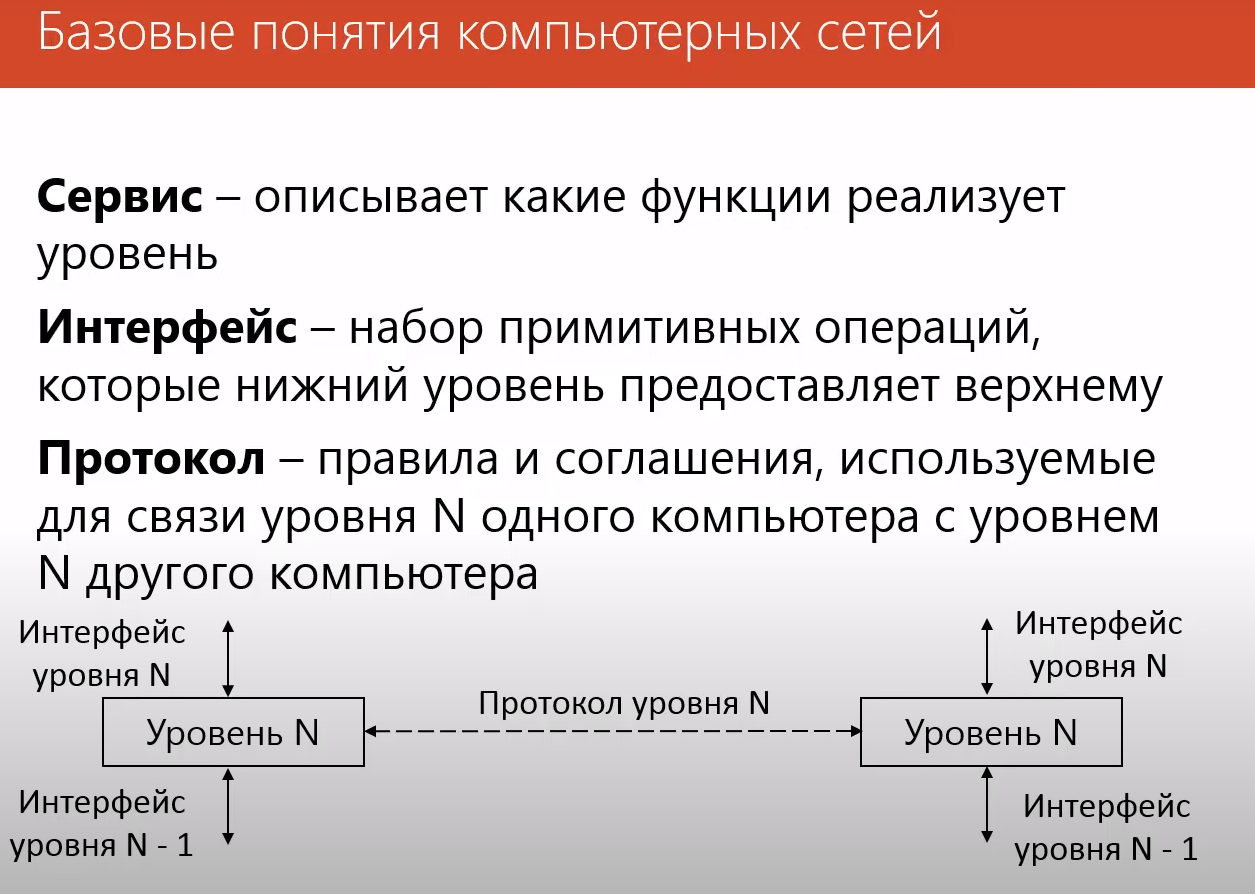 Базовые понятия компьютерных сетей
Сервис – описывает какие функции реализует
уровень
Интерфейс – набор примитивных операций,
которые нижний уровень предоставляет верхнему
Протокол – правила и соглашения, используемые
для связи уровня N одного компьютера с уровнем
N другого компьютера
Интерфейс
уровня N
Интерфейс
уровня N
Протокол уровня N
Уровень N
Уровень N
Интерфейс
уровня N - 1
Интерфейс
уровня N - 1